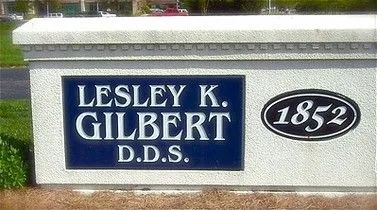 LESLEY K.
GILBERT
D.D.S.
1852